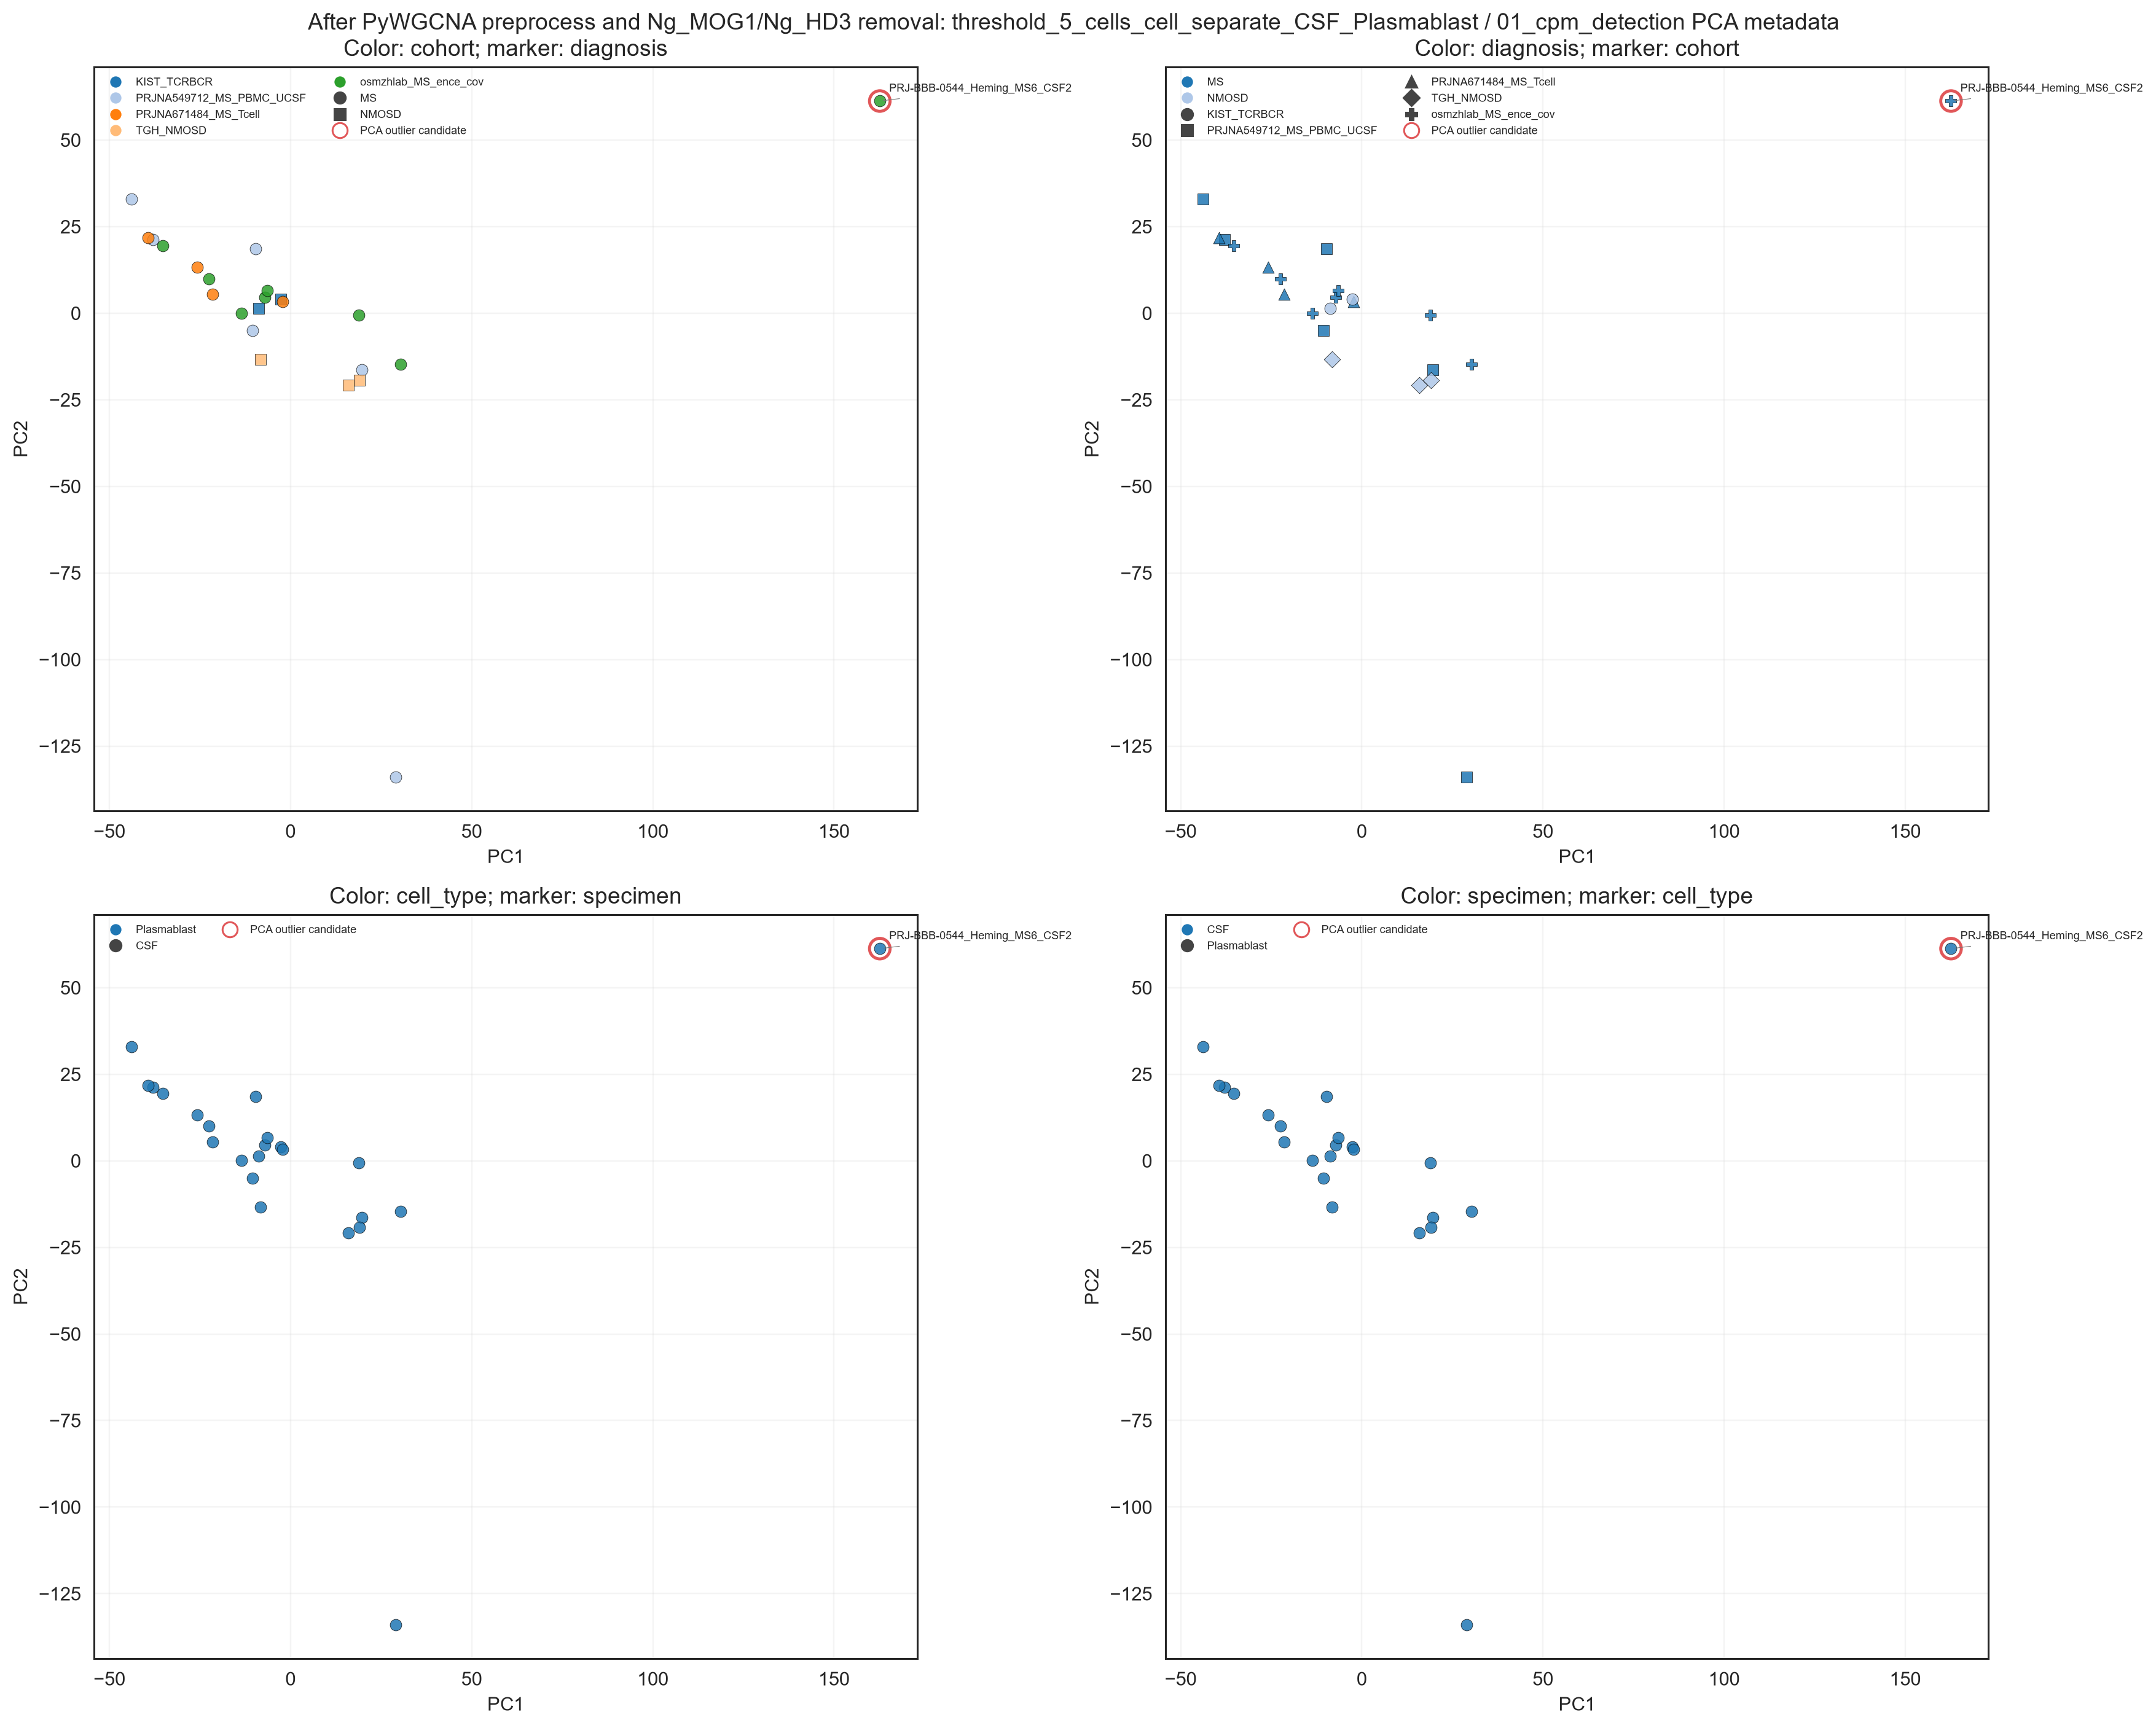 After PyWGCNA preprocess and Ng_MOG1/Ng_HD3 removal: threshold_5_cells_cell_separate_CSF_Plasmablast / 01_cpm_detection PCA metadata
Color: cohort; marker: diagnosis
KIST_TCRBCR
PRJNA549712_MS_PBMC_UCSF
PRJNA671484_MS_Tcell
TGH_NMOSD
osmzhlab_MS_ence_cov
MS
NMOSD
PCA outlier candidate
PRJ-BBB-0544_Heming_MS6_CSF2
50
25
0
−25
−50
−75
−100
−125
PC2
−50 0 50 100 150
PC1
Color: diagnosis; marker: cohort
MS
NMOSD
KIST_TCRBCR
PRJNA549712_MS_PBMC_UCSF
PRJNA671484_MS_Tcell
TGH_NMOSD
osmzhlab_MS_ence_cov
PCA outlier candidate
PRJ-BBB-0544_Heming_MS6_CSF2
50
25
0
−25
−50
−75
−100
−125
PC2
−50 0 50 100 150
PC1
Color: cell_type; marker: specimen
Plasmablast
CSF
PCA outlier candidate
PRJ-BBB-0544_Heming_MS6_CSF2
50
25
0
−25
−50
−75
−100
−125
PC2
−50 0 50 100 150
PC1
Color: specimen; marker: cell_type
CSF
Plasmablast
PCA outlier candidate
PRJ-BBB-0544_Heming_MS6_CSF2
50
25
0
−25
−50
−75
−100
−125
PC2
−50 0 50 100 150
PC1